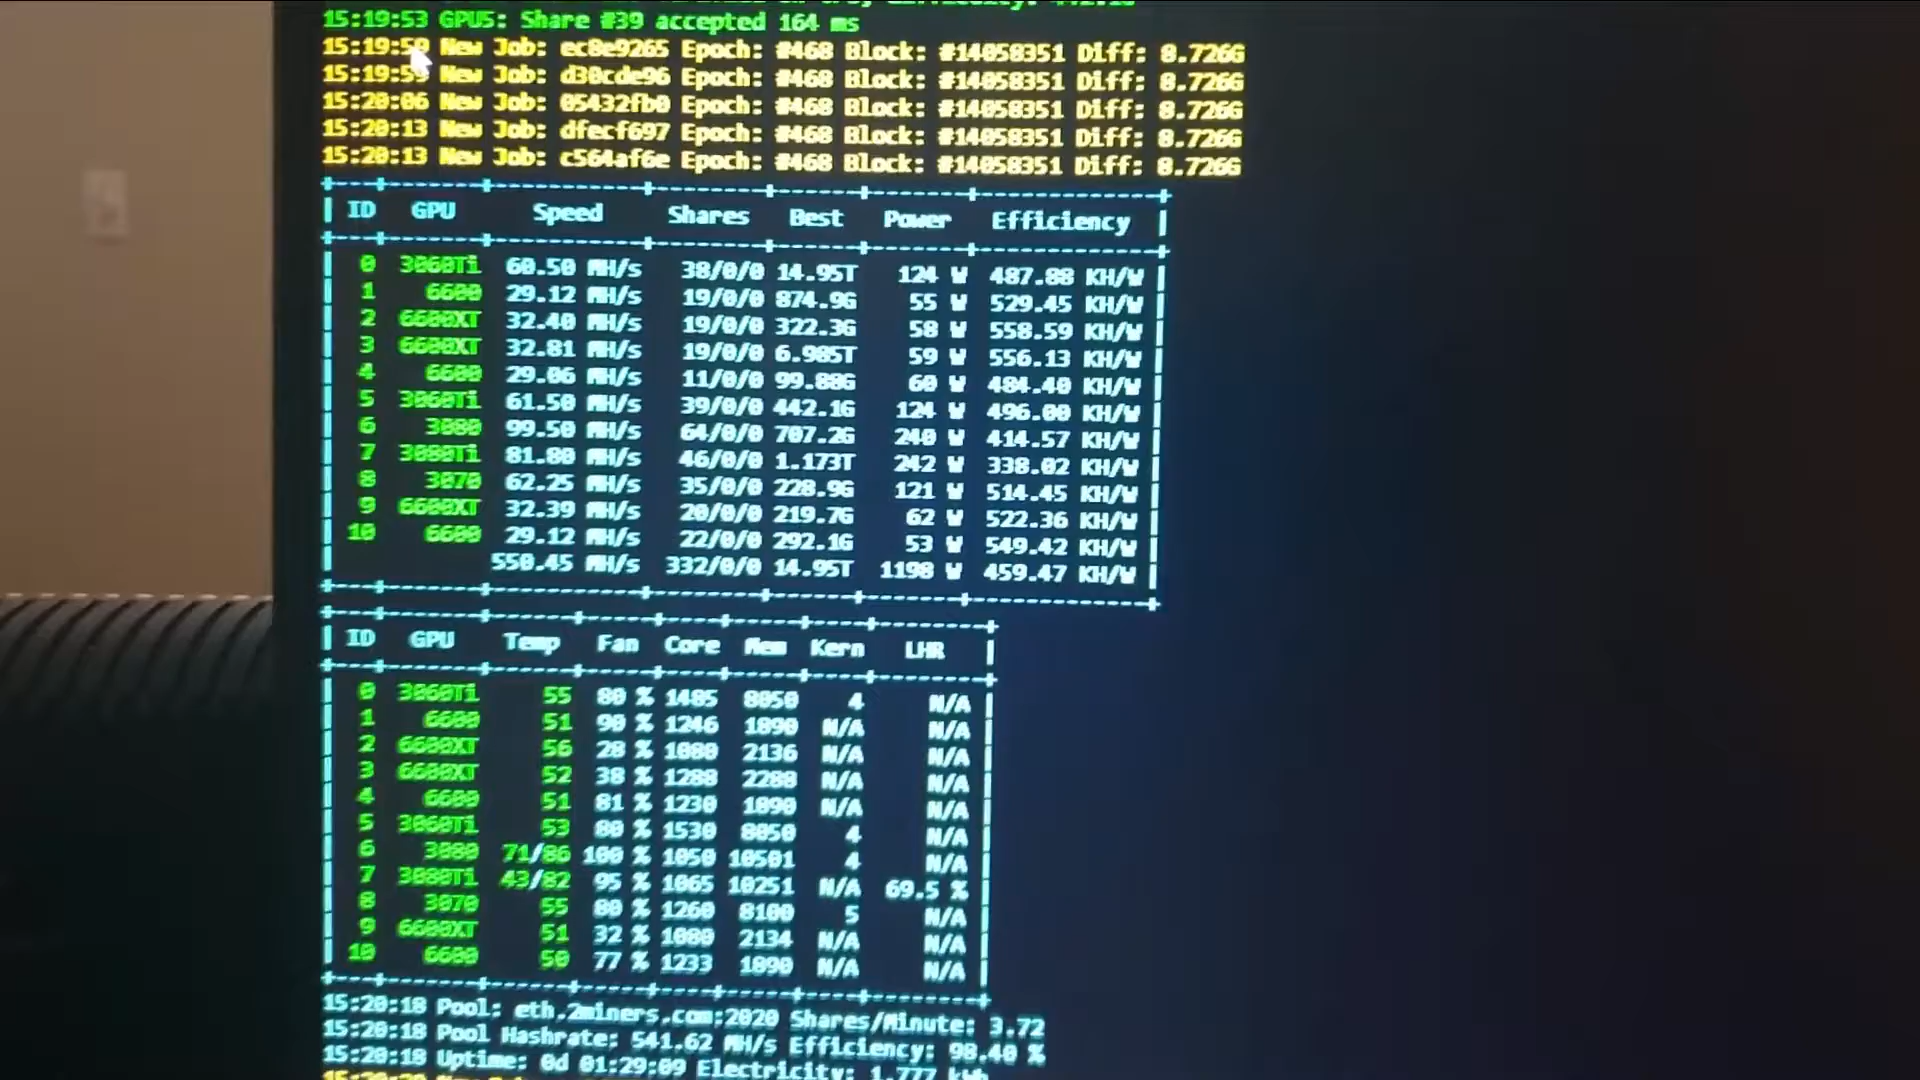 15:19:53 GPU5: Share #39 accepted 164 ms
New Job: ec8e9265 Epoch: #468 Block: #14058351 Diff: 8.726G
New Job: d30cde96 Epoch: #468 Block: #14058351 Diff: 8.726G
15:20:06 New Job: 05432fb0 Epoch: #468 Block: #14058351 Diff: 8.726G
15:20:13 New Job: dfecf697 Epoch: #468 Block: #14058351 Diff: 8.726G
15:20:13 New Job: c564af6e Epoch: #468 Block: #14058351 Diff: 8.726G
ID GPU Speed Shares Best Power Efficiency
0 3060Ti 60.50 MH/s 38/0/0 14.95T 124 W 487.88 KH/W
1 6600 29.12 MH/s 19/0/0 874.9G 55 W 529.45 KH/W
2 6600XT 32.40 MH/s 19/0/0 322.3G 58 W 558.59 KH/W
3 6600XT 32.81 MH/s 19/0/0 6.985T 59 W 556.13 KH/W
4 6600 29.06 MH/s 11/0/0 99.88G 60 W 484.40 KH/W
5 3060Ti 61.50 MH/s 39/0/0 442.1G 124 W 496.00 KH/W
6 3080 99.50 MH/s 64/0/0 707.2G 240 W 414.57 KH/W
7 3080Ti 81.80 MH/s 46/0/0 1.173T 242 W 338.02 KH/W
8 3070 62.25 MH/s 35/0/0 228.9G 121 W 514.45 KH/W
9 6600XT 32.39 MH/s 20/0/0 219.7G 62 W 522.36 KH/W
10 6600 29.12 MH/s 22/0/0 292.1G 53 W 549.42 KH/W
550.45 MH/s 332/0/0 14.95T 1198 W 459.47 KH/W
ID GPU Temp Fan Core Mem Kern LHR
0 3060Ti 55 80 % 1485 8050 4 N/A
1 6600 51 90 % 1246 1890 N/A N/A
2 6600XT 56 28 % 1080 2136 N/A N/A
3 6600XT 52 38 % 1288 2288 N/A N/A
4 6600 51 81 % 1230 1890 N/A N/A
5 3060Ti 53 80 % 1530 8050 4 N/A
6 3080 71/86 100 % 1050 10501 4 N/A
7 3080Ti 43/82 95 % 1065 10251 N/A 69.5 %
8 3070 55 80 % 1260 8100 5 N/A
9 6600XT 51 32 % 1080 2134 N/A N/A
10 6600 50 77 % 1233 1890 N/A N/A
15:20:18 Pool: eth.2miners.com:2020 Shares/Minute: 3.72
15:20:18 Pool Hashrate: 541.62 MH/s Efficiency: 98.40 %
15:20:18 Uptime: 0d 01:29:09 Electricity: 1.777 kWh